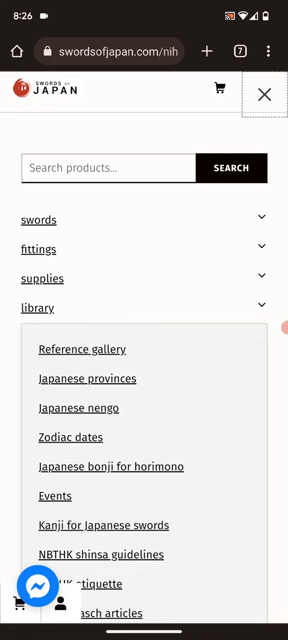 8:26
swordsofjapan.com/nih
7
SWORDS OF
JAPAN
Search products...
SEARCH
swords
fittings
supplies
library
Reference gallery
Japanese provinces
Japanese nengo
Zodiac dates
Japanese bonji for horimono
Events
Kanji for Japanese swords
NBTHK shinsa guidelines
etiquette
articles